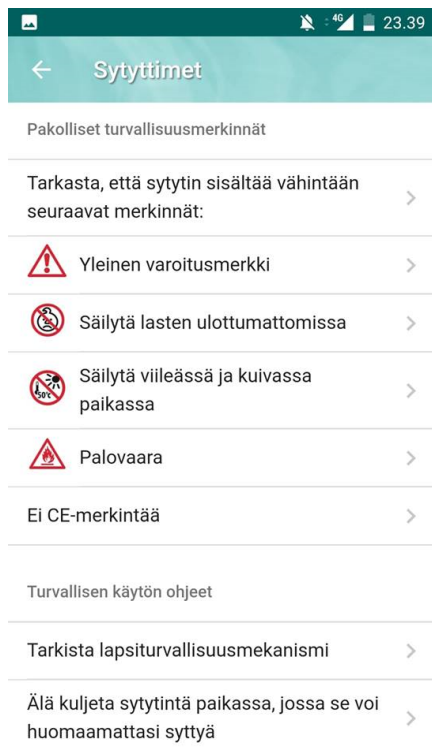 4G 23.39
Sytyttimet
Pakolliset turvallisuusmerkinnät
Tarkasta, että sytytin sisältää vähintään
seuraavat merkinnät:
Yleinen varoitusmerkki
Säilytä lasten ulottumattomissa
50°C
Säilytä viileässä ja kuivassa
paikassa
Palovaara
Ei CE-merkintää
Turvallisen käytön ohjeet
Tarkista lapsiturvallisuusmekanismi
Älä kuljeta sytytintä paikassa, jossa se voi
huomaamattasi syttyä